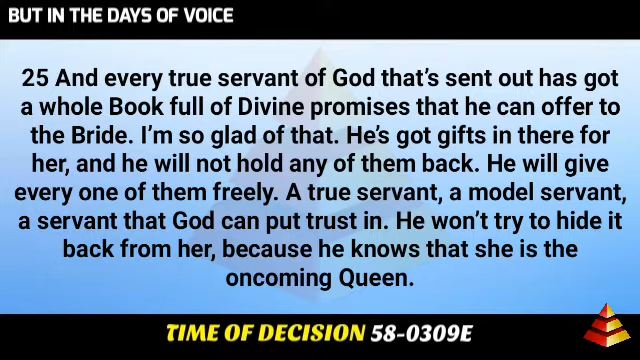 BUT IN THE DAYS OF VOICE
25 And every true servant of God that’s sent out has got
a whole Book full of Divine promises that he can offer to
the Bride. I’m so glad of that. He’s got gifts in there for
her, and he will not hold any of them back. He will give
every one of them freely. A true servant, a model servant,
a servant that God can put trust in. He won’t try to hide it
back from her, because he knows that she is the
oncoming Queen.
TIME OF DECISION 58-0309E